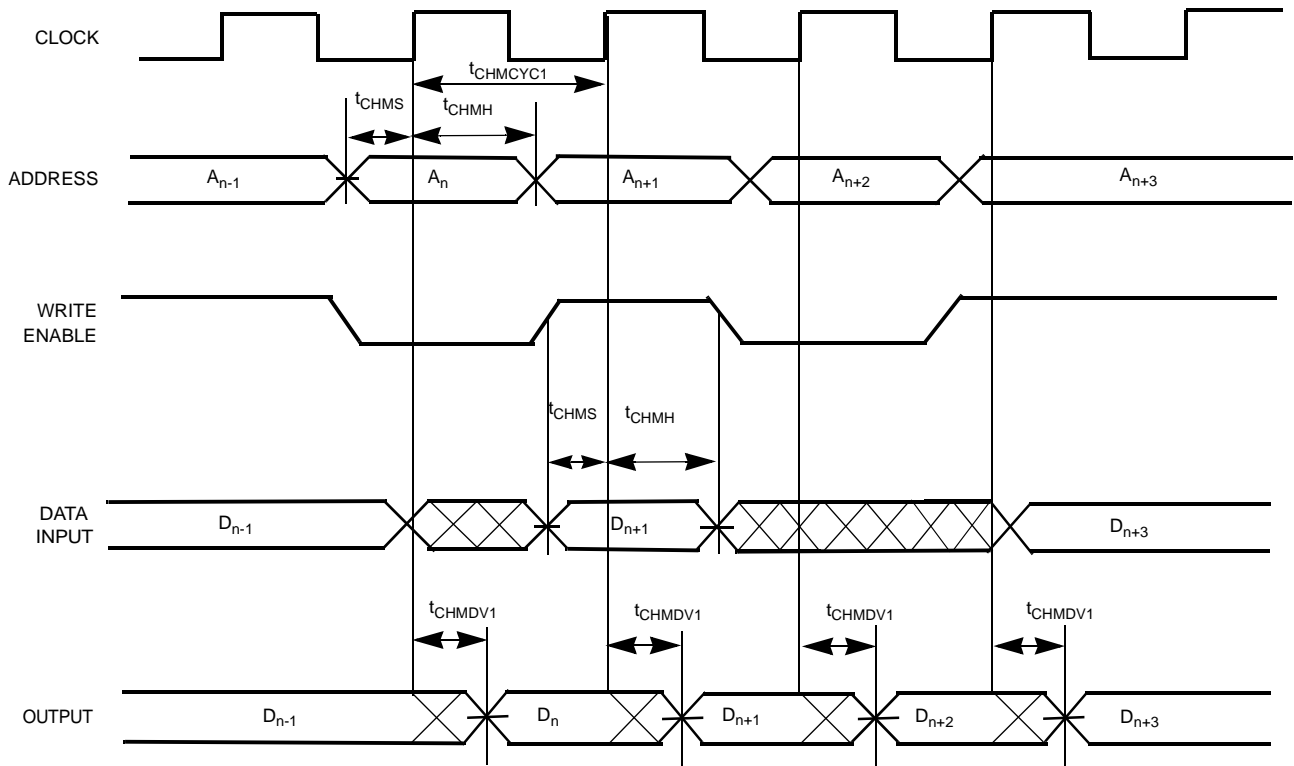 CLOCK
tCHMCYC1
tCHMS tCHMH
ADDRESS An-1 An An+1 An+2 An+3
WRITE
ENABLE
tCHMS tCHMH
DATA
INPUT
Dn-1 Dn+1 Dn+3
tCHMDV1 tCHMDV1 tCHMDV1 tCHMDV1
OUTPUT Dn-1 Dn Dn+1 Dn+2 Dn+3